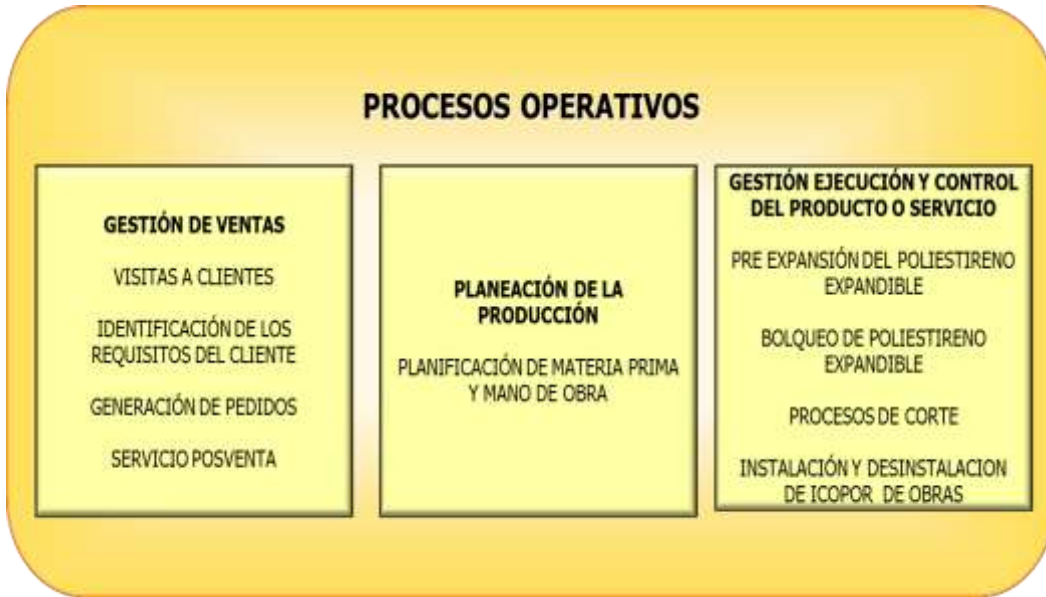 PROCESOS OPERATIVOS
GESTIÓN DE VENTAS
VISITAS A CLIENTES
IDENTIFICACIÓN DE LOS
REQUISITOS DEL CLIENTE
GENERACIÓN DE PEDIDOS
SERVICIO POSVENTA
PLANEACIÓN DE LA
PRODUCCIÓN
PLANIFICACIÓN DE MATERIA PRIMA
Y MANO DE OBRA
GESTIÓN EJECUCIÓN Y CONTROL
DEL PRODUCTO O SERVICIO
PRE EXPANSIÓN DEL POLIESTIRENO
EXPANDIBLE
BOLQUEO DE POLIESTIRENO
EXPANDIBLE
PROCESOS DE CORTE
INSTALACIÓN Y DESINSTALACION
DE ICOPOR DE OBRAS